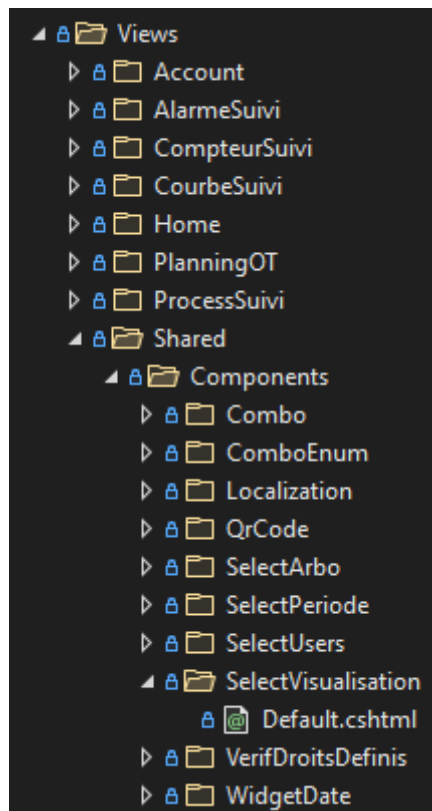 Views
Account
AlarmeSuivi
CompteurSuivi
CourbeSuivi
Home
PlanningOT
ProcessSuivi
Shared
Components
Combo
ComboEnum
Localization
QrCode
SelectArbo
SelectPeriode
SelectUsers
SelectVisualisation
Default.cshtml
VerifDroitsDefinis
WidgetDate